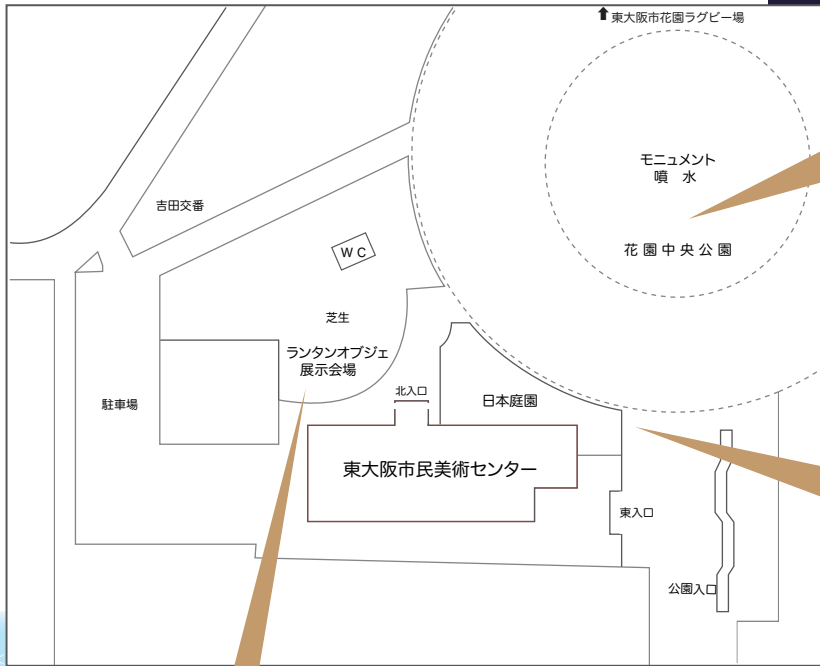 東大阪市花園ラグビー場
モニュメント
噴 水
花園中央公園
吉田交番
WC
芝生
ランタンオブジェ
展示会場
北入口
日本庭園
駐車場
東大阪市民美術センター
東入口
公園入口